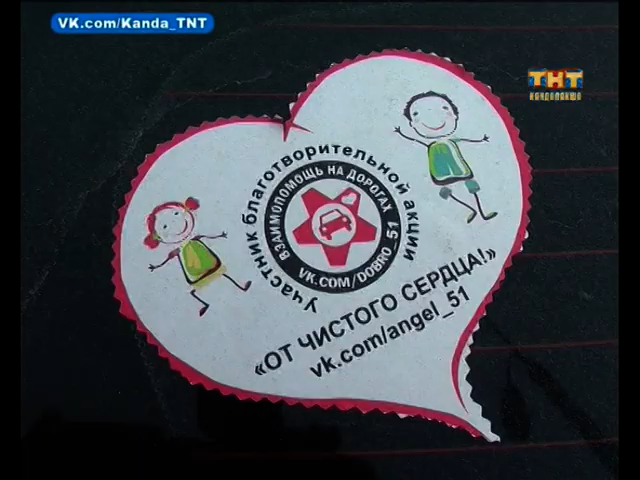 VK.com/Kanda_TNT
ТНТ
КАНДАЛАКША
участник благотворительной акции
ВЗАИМОПОМОЩЬ НА ДОРОГАХ
VK.COM/DOBRO_51
«ОТ ЧИСТОГО СЕРДЦА!»
vk.com/angel_51